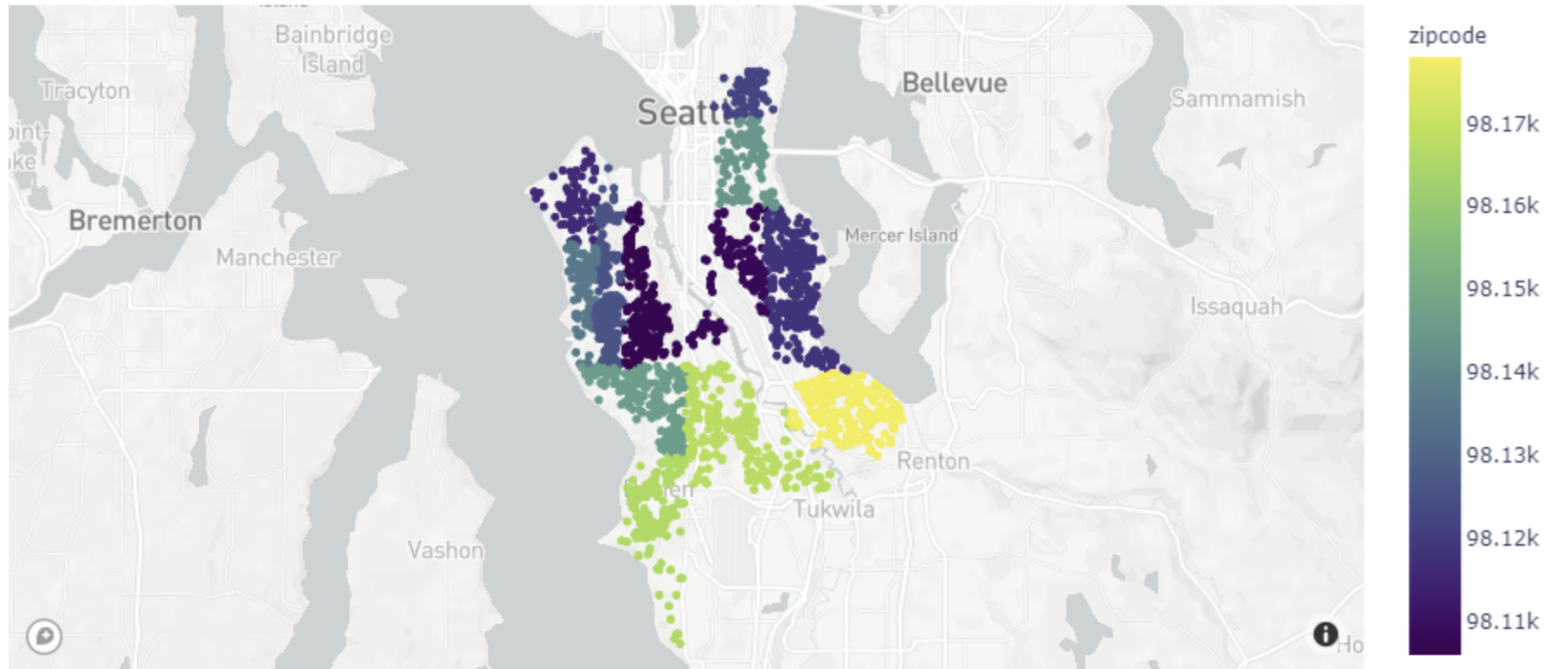 Bainbridge
Island
Tracyton
Bellevue
Sammamish
Bremerton
Manchester
Mercer Island
Issaquah
Renton
Tukwila
Vashon
zipcode
98.17k
98.16k
98.15k
98.14k
98.13k
98.12k
98.11k